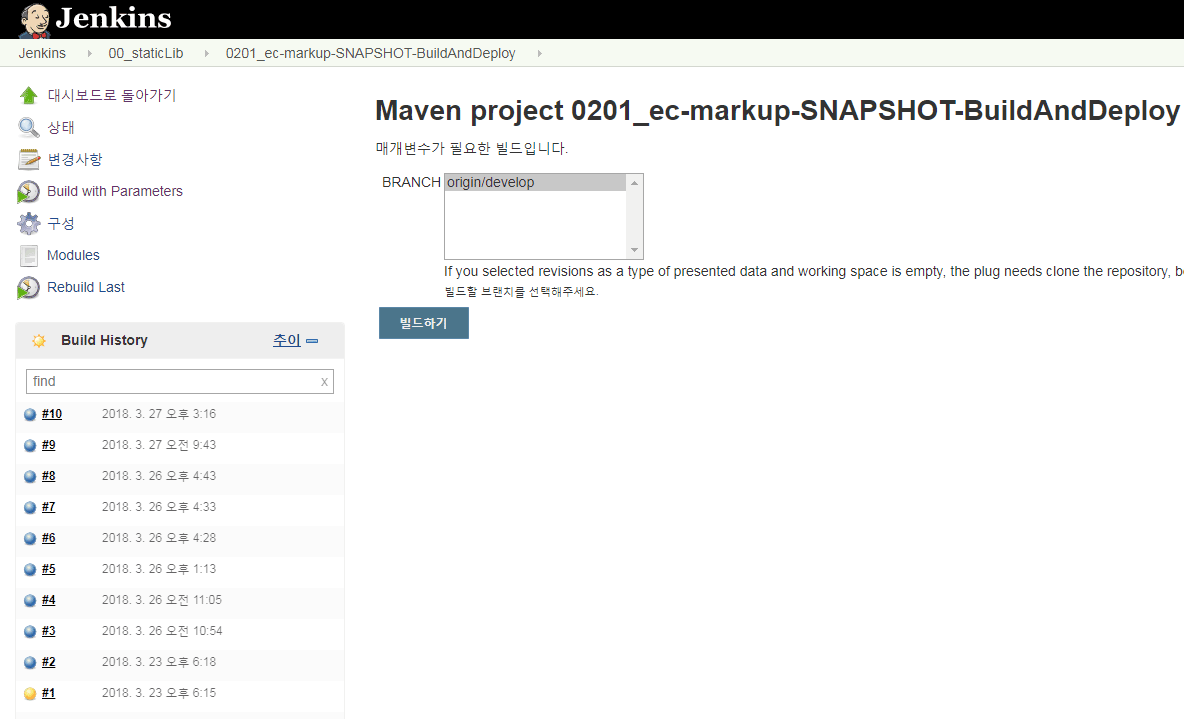 Jenkins
Jenkins 00_staticLib 0201_ec-markup-SNAPSHOT-BuildAndDeploy
대시보드로 돌아가기
상태
변경사항
Build with Parameters
구성
Modules
Rebuild Last
Build History 추이
find x
#10 2018. 3. 27 오후 3:16
#9 2018. 3. 27 오전 9:43
#8 2018. 3. 26 오후 4:43
#7 2018. 3. 26 오후 4:33
#6 2018. 3. 26 오후 4:28
#5 2018. 3. 26 오후 1:13
#4 2018. 3. 26 오전 11:05
#3 2018. 3. 26 오전 10:54
#2 2018. 3. 23 오후 6:18
#1 2018. 3. 23 오후 6:15
Maven project 0201_ec-markup-SNAPSHOT-BuildAndDeploy
매개변수가 필요한 빌드입니다.
BRANCH origin/develop
If you selected revisions as a type of presented data and working space is empty, the plug needs clone the repository, b
빌드할 브랜치를 선택해주세요.
빌드하기